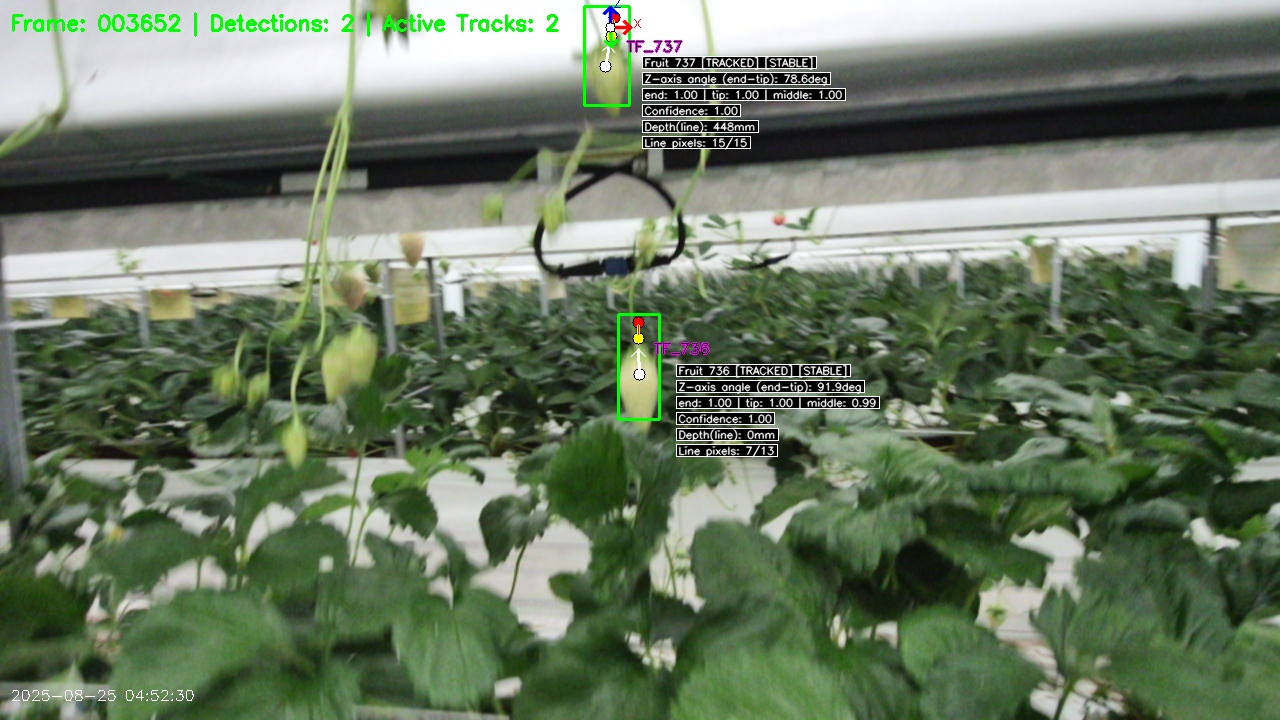 Frame: 003652 | Detections: 2 | Active Tracks: 2
x
TF_737
Fruit 737 [TRACKED] [STABLE]
Z-axis angle (end-tip): 78.6deg
end: 1.00 | tip: 1.00 | middle: 1.00
Confidence: 1.00
Depth(line): 448mm
Line pixels: 15/15
TF_736
Fruit 736 [TRACKED] [STABLE]
Z-axis angle (end-tip): 91.9deg
end: 1.00 | tip: 1.00 | middle: 0.99
Confidence: 1.00
Depth(line): 0mm
Line pixels: 7/13
2025-08-25 04:52:30